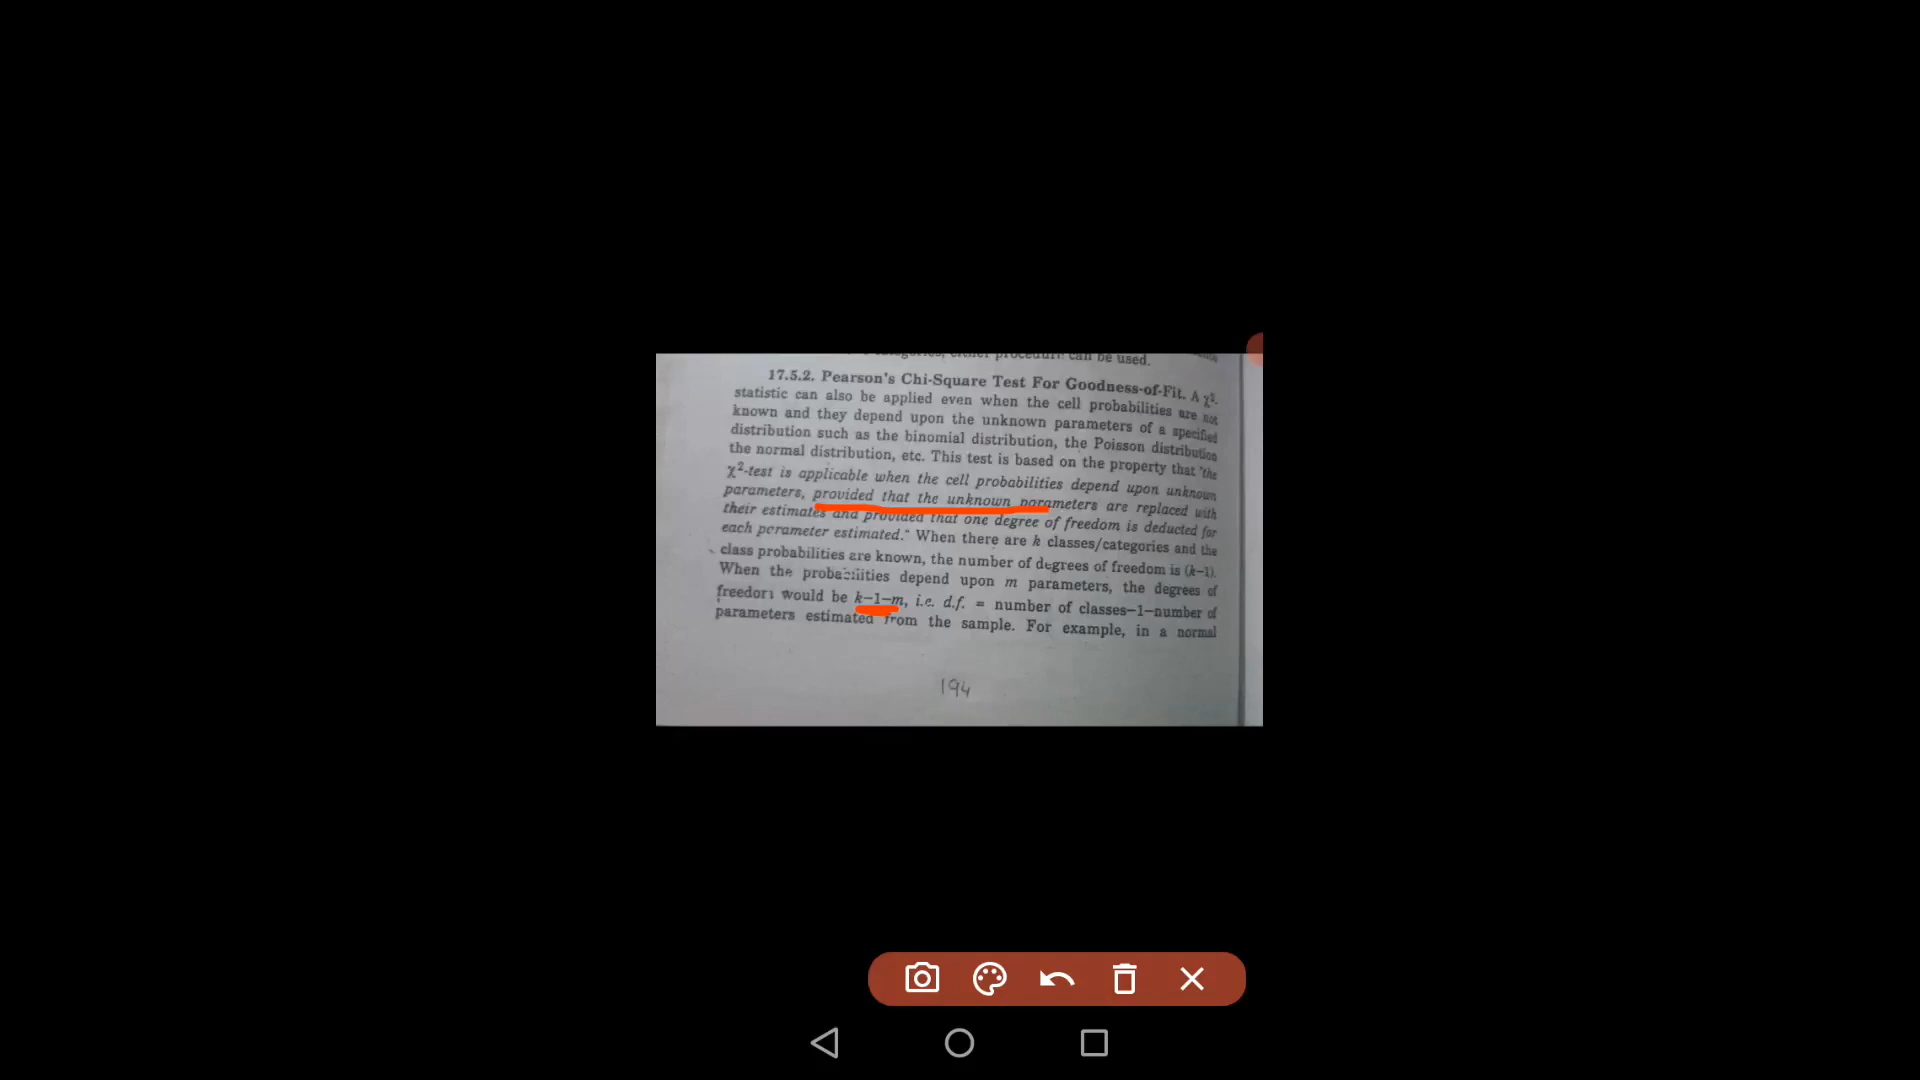 categories, either procedure can be used.
17.5.2. Pearson's Chi-Square Test For Goodness-of-Fit. A χ²-
statistic can also be applied even when the cell probabilities are not
known and they depend upon the unknown parameters of a specified
distribution such as the binomial distribution, the Poisson distribution
the normal distribution, etc. This test is based on the property that "the
χ²-test is applicable when the cell probabilities depend upon unknown
parameters, provided that the unknown parameters are replaced with
their estimates and provided that one degree of freedom is deducted for
each parameter estimated." When there are k classes/categories and the
class probabilities are known, the number of degrees of freedom is (k–1).
When the probabilities depend upon m parameters, the degrees of
freedom would be k–1–m, i.e. d.f. = number of classes–1–number of
parameters estimated from the sample. For example, in a normal
194